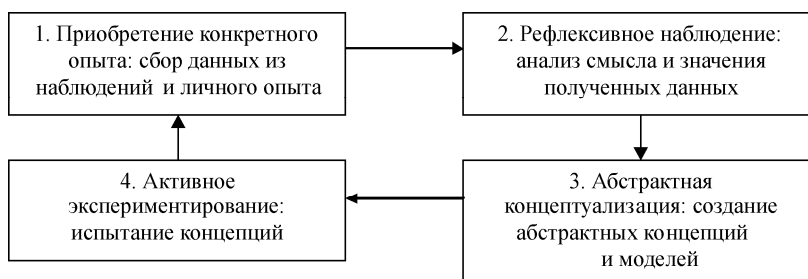 1. Приобретение конкретного
опыта: сбор данных из
наблюдений и личного опыта
2. Рефлексивное наблюдение:
анализ смысла и значения
полученных данных
4. Активное
экспериментирование:
испытание концепций
3. Абстрактная
концептуализация: создание
абстрактных концепций
и моделей